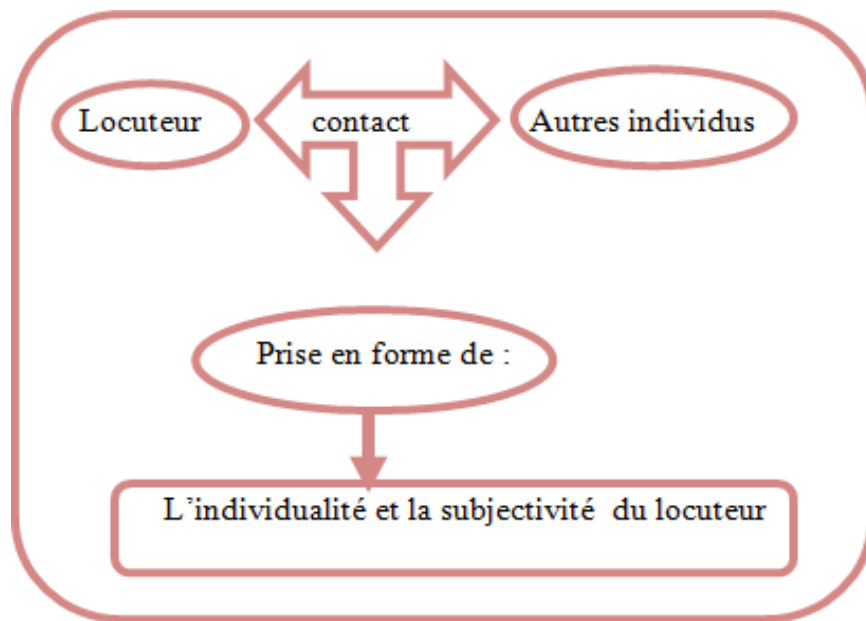 Locuteur
contact
Autres individus
Prise en forme de :
L'individualité et la subjectivité du locuteur